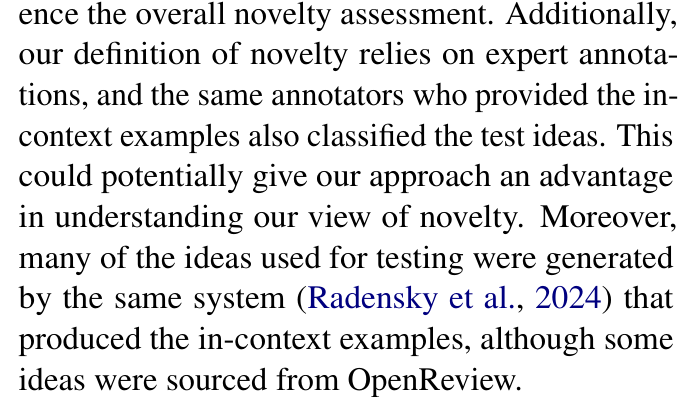 ence the overall novelty assessment. Additionally,
our definition of novelty relies on expert annota-
tions, and the same annotators who provided the in-
context examples also classified the test ideas. This
could potentially give our approach an advantage
in understanding our view of novelty. Moreover,
many of the ideas used for testing were generated
by the same system (Radensky et al., 2024) that
produced the in-context examples, although some
ideas were sourced from OpenReview.